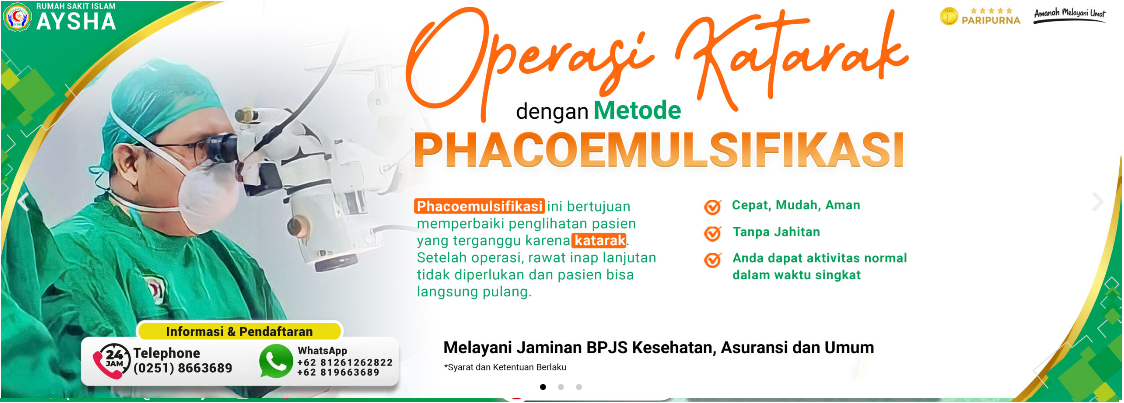 RUMAH SAKIT ISLAM
AYSHA
PARIPURNA
Amanah Melayani Umat
Operasi Katarak
dengan Metode
PHACOEMULSIFIKASI
Phacoemulsifikasi ini bertujuan
memperbaiki penglihatan pasien
yang terganggu karena katarak.
Setelah operasi, rawat inap lanjutan
tidak diperlukan dan pasien bisa
langsung pulang.
Cepat, Mudah, Aman
Tanpa Jahitan
Anda dapat aktivitas normal
dalam waktu singkat
Informasi & Pendaftaran
24
JAM
Telephone
(0251) 8663689
WhatsApp
+62 81261262822
+62 819663689
Melayani Jaminan BPJS Kesehatan, Asuransi dan Umum
*Syarat dan Ketentuan Berlaku